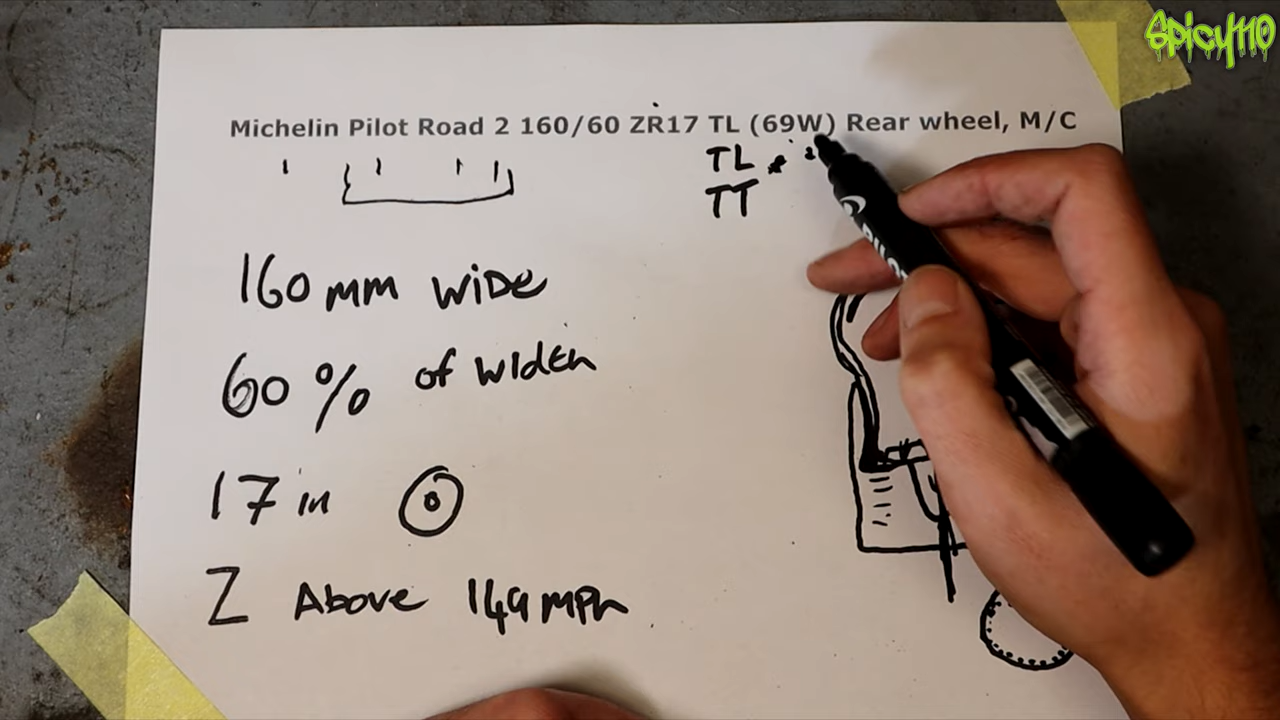 Spicy110
Michelin Pilot Road 2 160/60 ZR17 TL (69W) Rear wheel, M/C
TL
TT
160 mm wide
60 % of widen
17 in
Z Above 149 mph